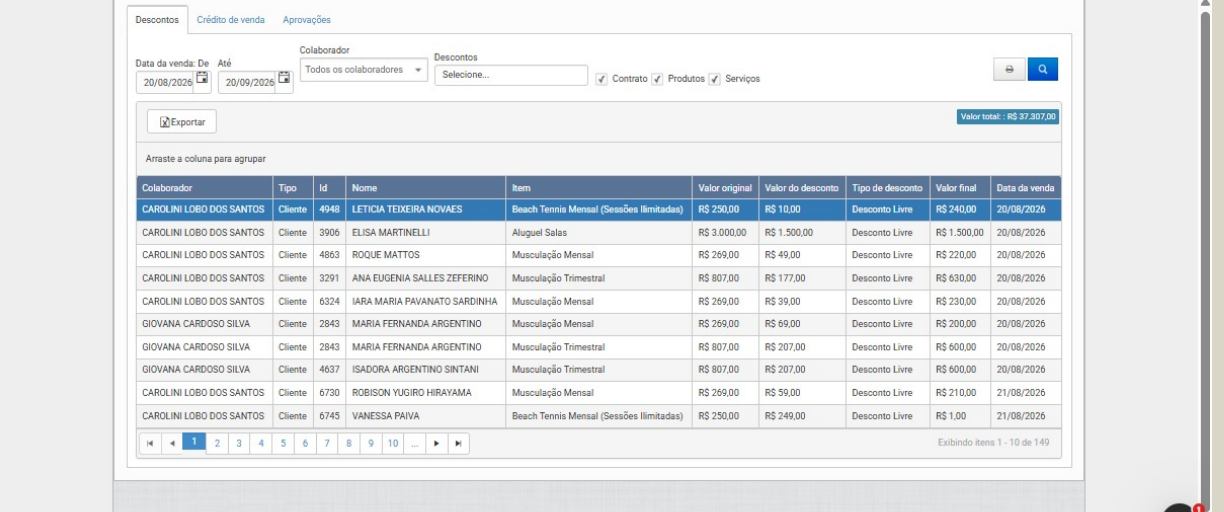 Descontos Crédito de venda Aprovações
Data da venda: De Até Colaborador Descontos
20/08/2026 20/09/2026 Todos os colaboradores Selecione... Contrato Produtos Serviços
Exportar Valor total: : R$ 37.307,00
Arraste a coluna para agrupar
Colaborador Tipo Id Nome Item Valor original Valor do desconto Tipo de desconto Valor final Data da venda
CAROLINI LOBO DOS SANTOS Cliente 4948 LETICIA TEIXEIRA NOVAES Beach Tennis Mensal (Sessões Ilimitadas) R$ 250,00 R$ 10,00 Desconto Livre R$ 240,00 20/08/2026
CAROLINI LOBO DOS SANTOS Cliente 3906 ELISA MARTINELLI Aluguel Salas R$ 3.000,00 R$ 1.500,00 Desconto Livre R$ 1.500,00 20/08/2026
CAROLINI LOBO DOS SANTOS Cliente 4863 ROQUE MATTOS Musculação Mensal R$ 269,00 R$ 49,00 Desconto Livre R$ 220,00 20/08/2026
CAROLINI LOBO DOS SANTOS Cliente 3291 ANA EUGENIA SALLES ZEFERINO Musculação Trimestral R$ 807,00 R$ 177,00 Desconto Livre R$ 630,00 20/08/2026
CAROLINI LOBO DOS SANTOS Cliente 6324 IARA MARIA PAVANATO SARDINHA Musculação Mensal R$ 269,00 R$ 39,00 Desconto Livre R$ 230,00 20/08/2026
GIOVANA CARDOSO SILVA Cliente 2843 MARIA FERNANDA ARGENTINO Musculação Mensal R$ 269,00 R$ 69,00 Desconto Livre R$ 200,00 20/08/2026
GIOVANA CARDOSO SILVA Cliente 2843 MARIA FERNANDA ARGENTINO Musculação Trimestral R$ 807,00 R$ 207,00 Desconto Livre R$ 600,00 20/08/2026
GIOVANA CARDOSO SILVA Cliente 4637 ISADORA ARGENTINO SINTANI Musculação Trimestral R$ 807,00 R$ 207,00 Desconto Livre R$ 600,00 20/08/2026
CAROLINI LOBO DOS SANTOS Cliente 6730 ROBISON YUGIRO HIRAYAMA Musculação Mensal R$ 269,00 R$ 59,00 Desconto Livre R$ 210,00 21/08/2026
CAROLINI LOBO DOS SANTOS Cliente 6745 VANESSA PAIVA Beach Tennis Mensal (Sessões Ilimitadas) R$ 250,00 R$ 249,00 Desconto Livre R$ 1,00 21/08/2026
1 2 3 4 5 6 7 8 9 10 ... Exibindo itens 1 - 10 de 149
1